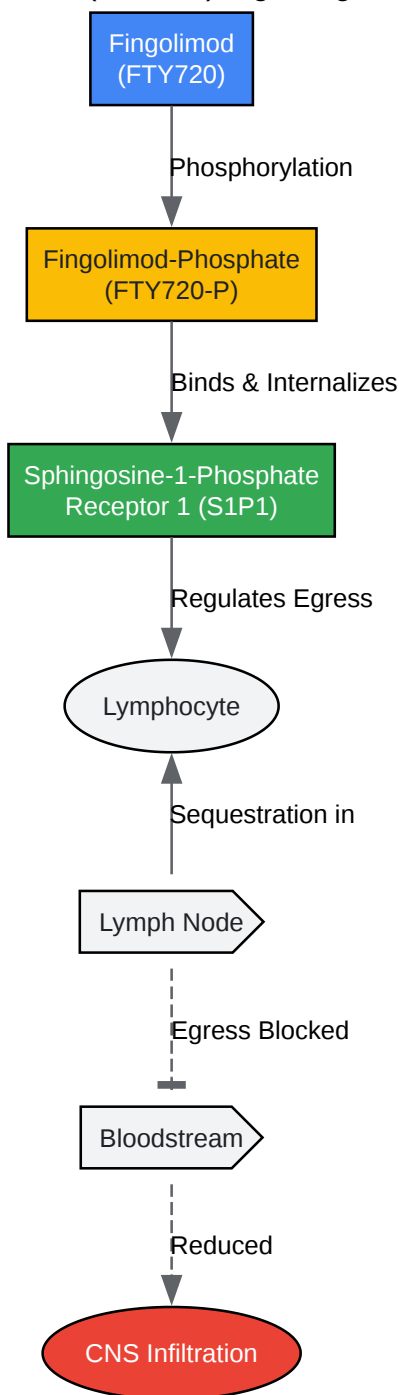 Fingolimod
(FTY720)
Phosphorylation
Fingolimod-Phosphate
(FTY720-P)
Binds & Internalizes
Sphingosine-1-Phosphate
Receptor 1 (S1P1)
Regulates Egress
Lymphocyte
Sequestration in
Lymph Node
Egress Blocked
Bloodstream
Reduced
CNS Infiltration